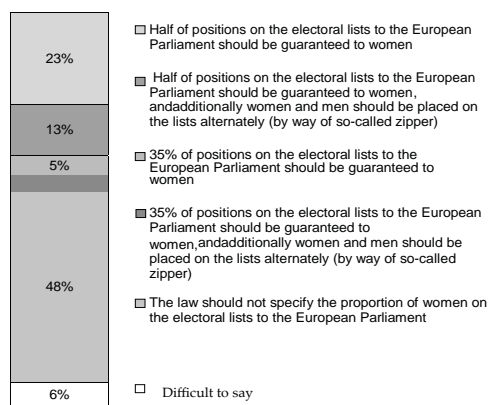 23%
13%
5%
48%
6%
Half of positions on the electoral lists to the European
Parliament should be guaranteed to women
Half of positions on the electoral lists to the European
Parliament should be guaranteed to women,
andadditionally women and men should be placed on
the lists alternately (by way of so-called zipper)
35% of positions on the electoral lists to the
European Parliament should be guaranteed to
women
35% of positions on the electoral lists to the European
Parliament should be guaranteed to
women,andadditionally women and men should be
placed on the lists alternately (by way of so-called
zipper)
The law should not specify the proportion of women on
the electoral lists to the European Parliament
Difficult to say